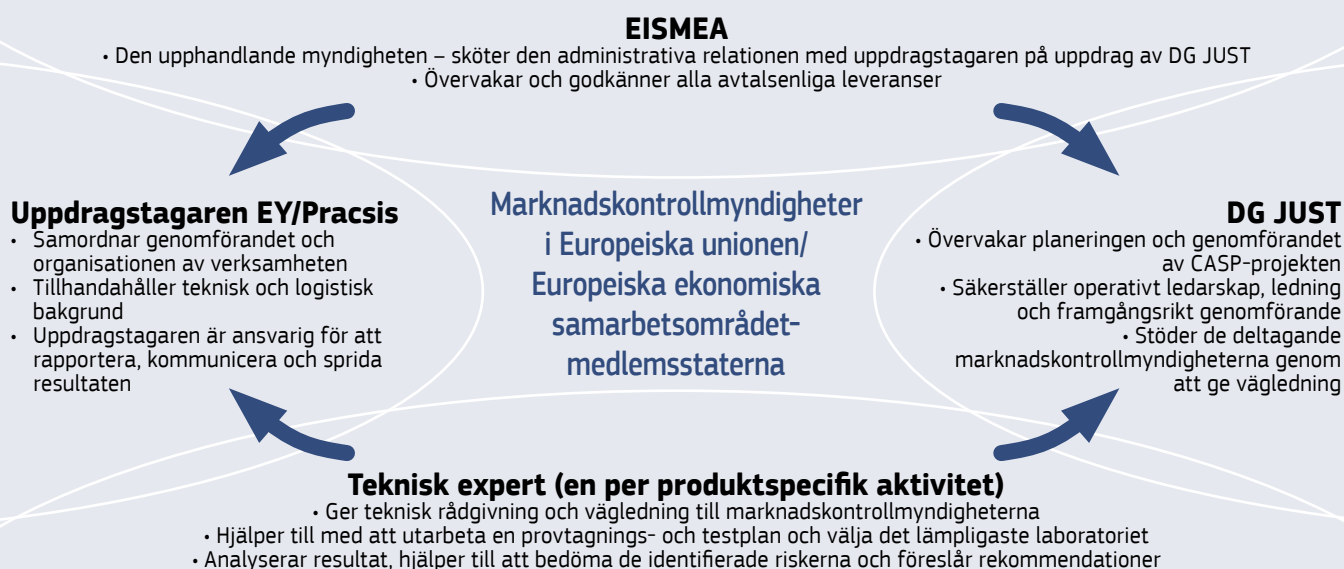 EISMEA
• Den upphandlande myndigheten – sköter den administrativa relationen med uppdragstagaren på uppdrag av DG JUST
• Övervakar och godkänner alla avtalsenliga leveranser
Uppdragstagaren EY/Pracsis
• Samordnar genomförandet och
organisationen av verksamheten
• Tillhandahåller teknisk och logistisk
bakgrund
• Uppdragstagaren är ansvarig för att
rapportera, kommunicera och sprida
resultaten
Marknadskontrollmyndigheter
i Europeiska unionen/
Europeiska ekonomiska
samarbetsområdet-
medlemsstaterna
DG JUST
• Övervakar planeringen och genomförandet
av CASP-projekten
• Säkerställer operativt ledarskap, ledning
och framgångsrikt genomförande
• Stöder de deltagande
marknadskontrollmyndigheterna genom
att ge vägledning
Teknisk expert (en per produktspecifik aktivitet)
• Ger teknisk rådgivning och vägledning till marknadskontrollmyndigheterna
• Hjälper till med att utarbeta en provtagnings- och testplan och välja det lämpligaste laboratoriet
• Analyserar resultat, hjälper till att bedöma de identifierade riskerna och föreslår rekommendationer